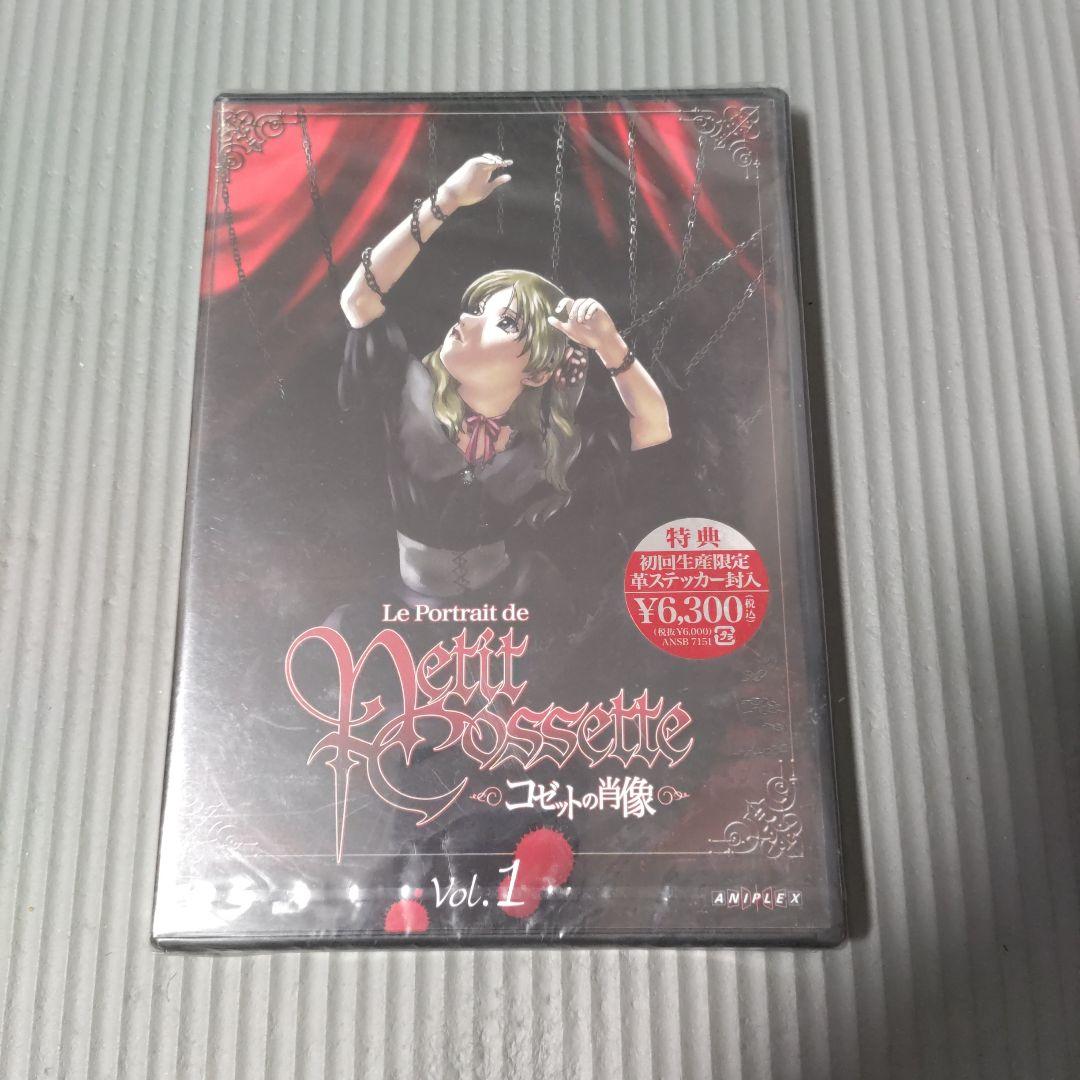 特典
初回生産限定
革ステッカー封入
¥6,300(税込)
(税抜¥6,000)
ANSB 7151
Le Portrait de
Petit
Cossette
コゼットの肖像
Vol. 1
ANIPLEX